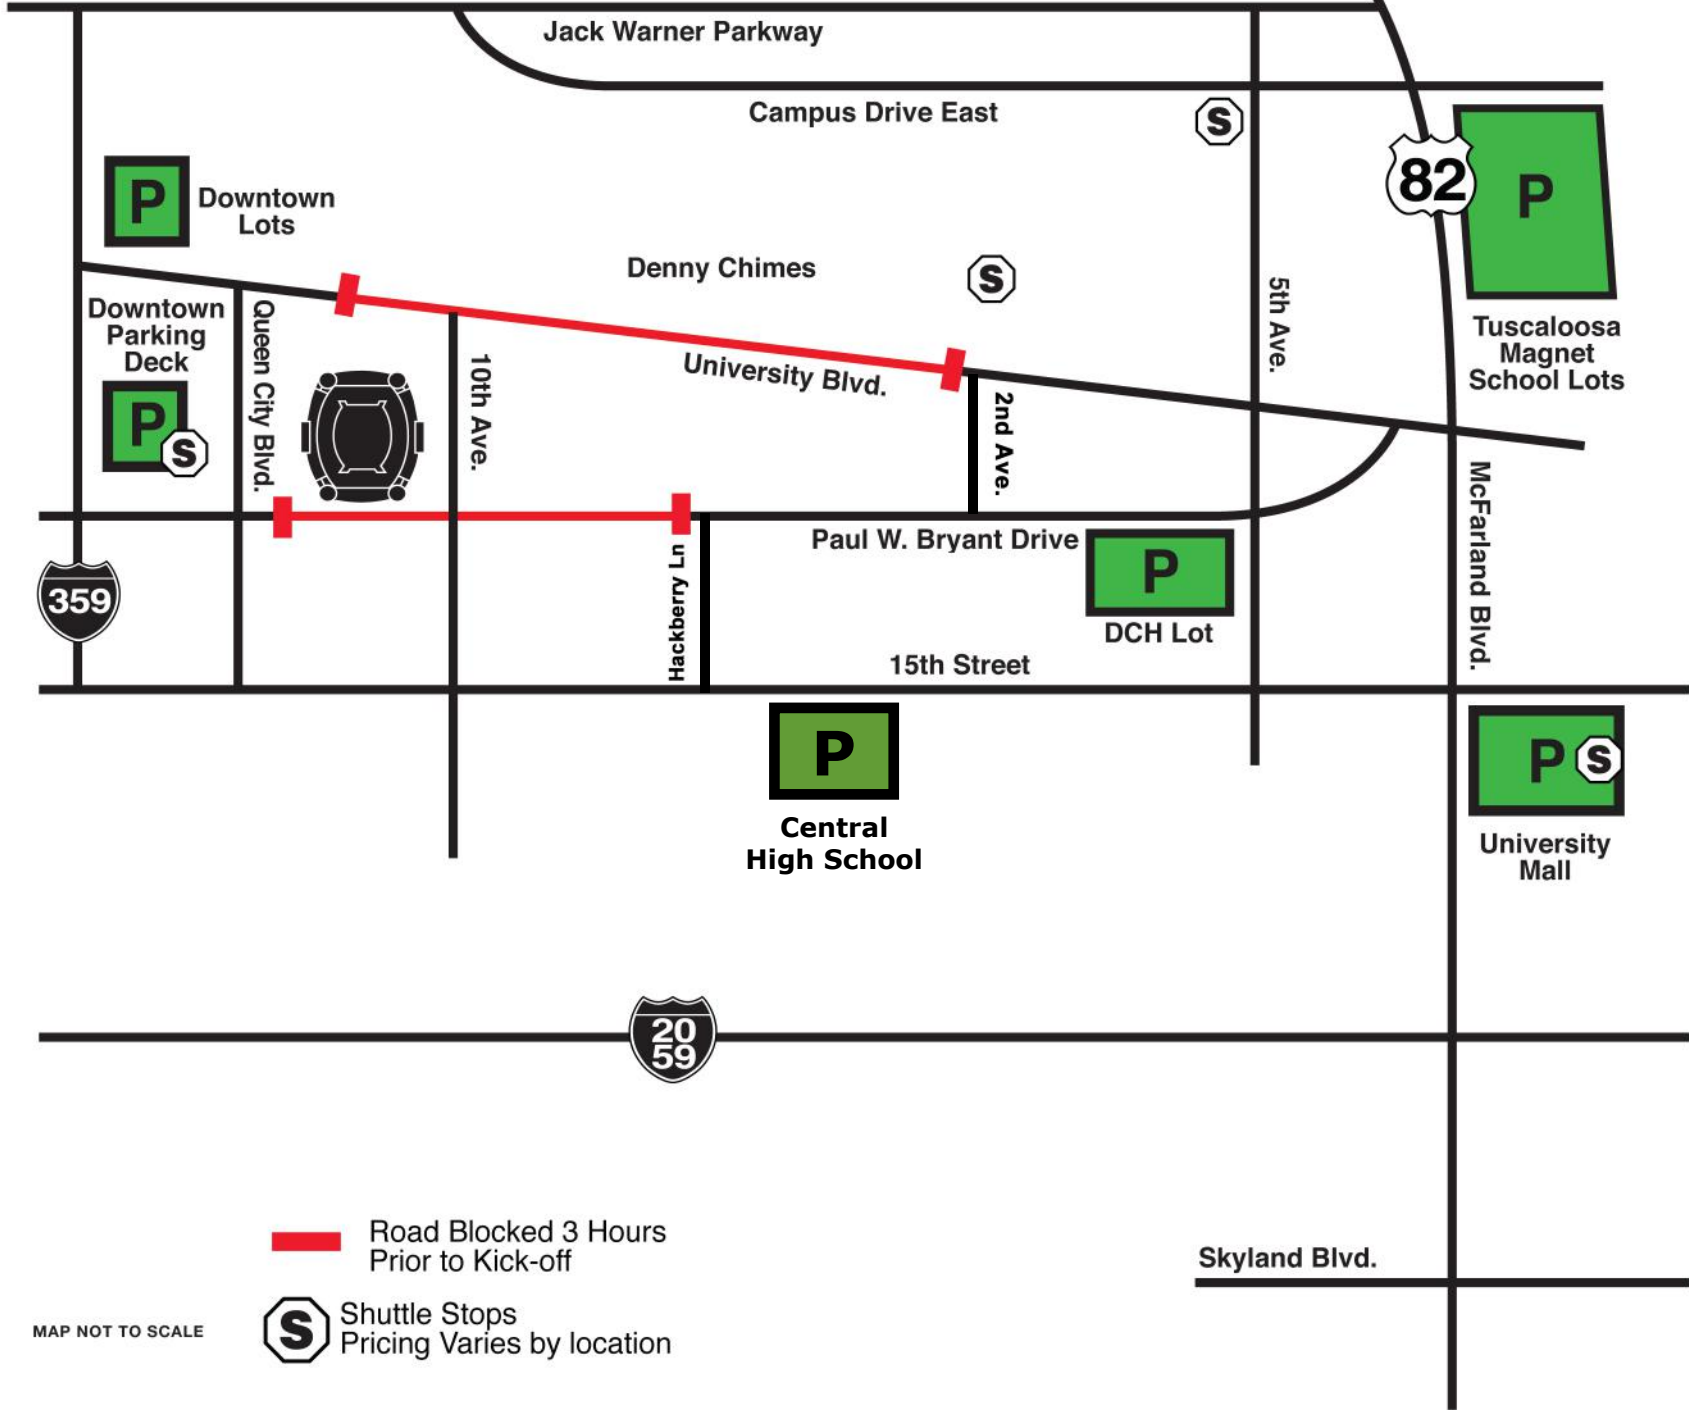 Jack Warner Parkway
Campus Drive East
S
82
P
P
Downtown
Lots
Denny Chimes
S
5th Ave.
Downtown
Parking
Deck
Queen City Blvd.
10th Ave.
University Blvd.
2nd Ave.
Tuscaloosa
Magnet
School Lots
P
S
McFarland Blvd.
Paul W. Bryant Drive
P
DCH Lot
359
Hackberry Ln
15th Street
P
Central
High School
P
S
University
Mall
20
59
Road Blocked 3 Hours
Prior to Kick-off
Skyland Blvd.
MAP NOT TO SCALE
S
Shuttle Stops
Pricing Varies by location